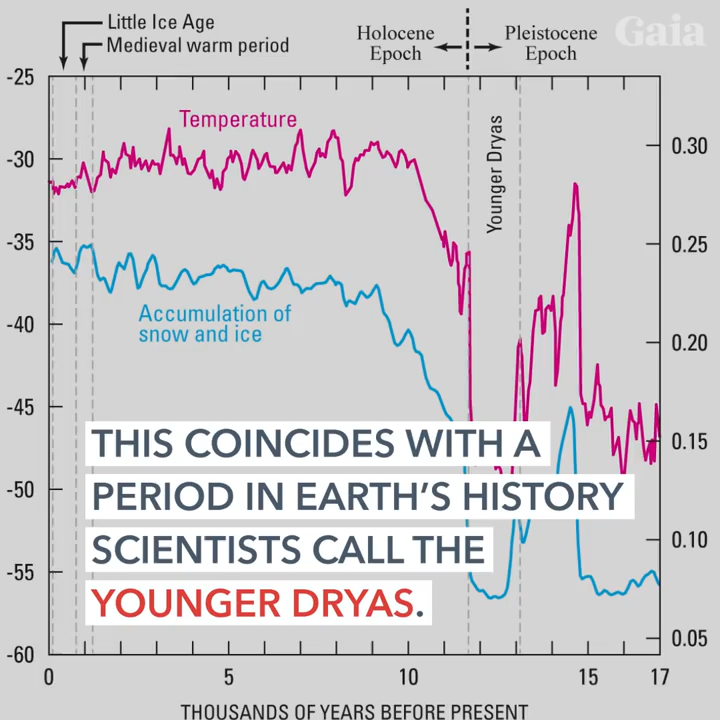 Little Ice Age
Medieval warm period
Holocene
Epoch
Pleistocene
Epoch
Gaia
-25
-30
-35
-40
-45
-50
-55
-60
0.30
0.25
0.20
0.15
0.10
0.05
Temperature
Younger Dryas
Accumulation of
snow and ice
THIS COINCIDES WITH A
PERIOD IN EARTH'S HISTORY
SCIENTISTS CALL THE
YOUNGER DRYAS.
0 5 10 15 17
THOUSANDS OF YEARS BEFORE PRESENT